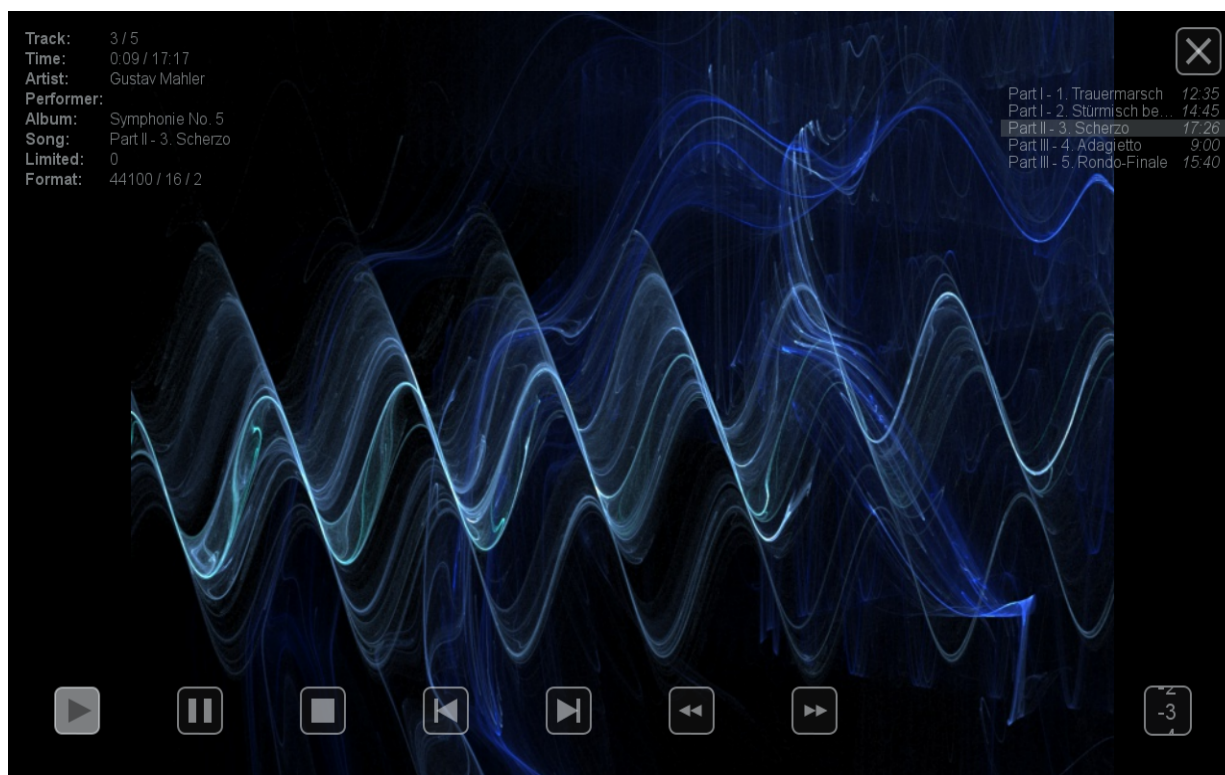 Track: 3 / 5
Time: 0:09 / 17:17
Artist: Gustav Mahler
Performer:
Album: Symphonie No. 5
Song: Part II - 3. Scherzo
Limited: 0
Format: 44100 / 16 / 2
Part I - 1. Trauermarsch 12:35
Part I - 2. Stürmisch be... 14:45
Part II - 3. Scherzo 17:26
Part III - 4. Adagietto 9:00
Part III - 5. Rondo-Finale 15:40
-2
-3